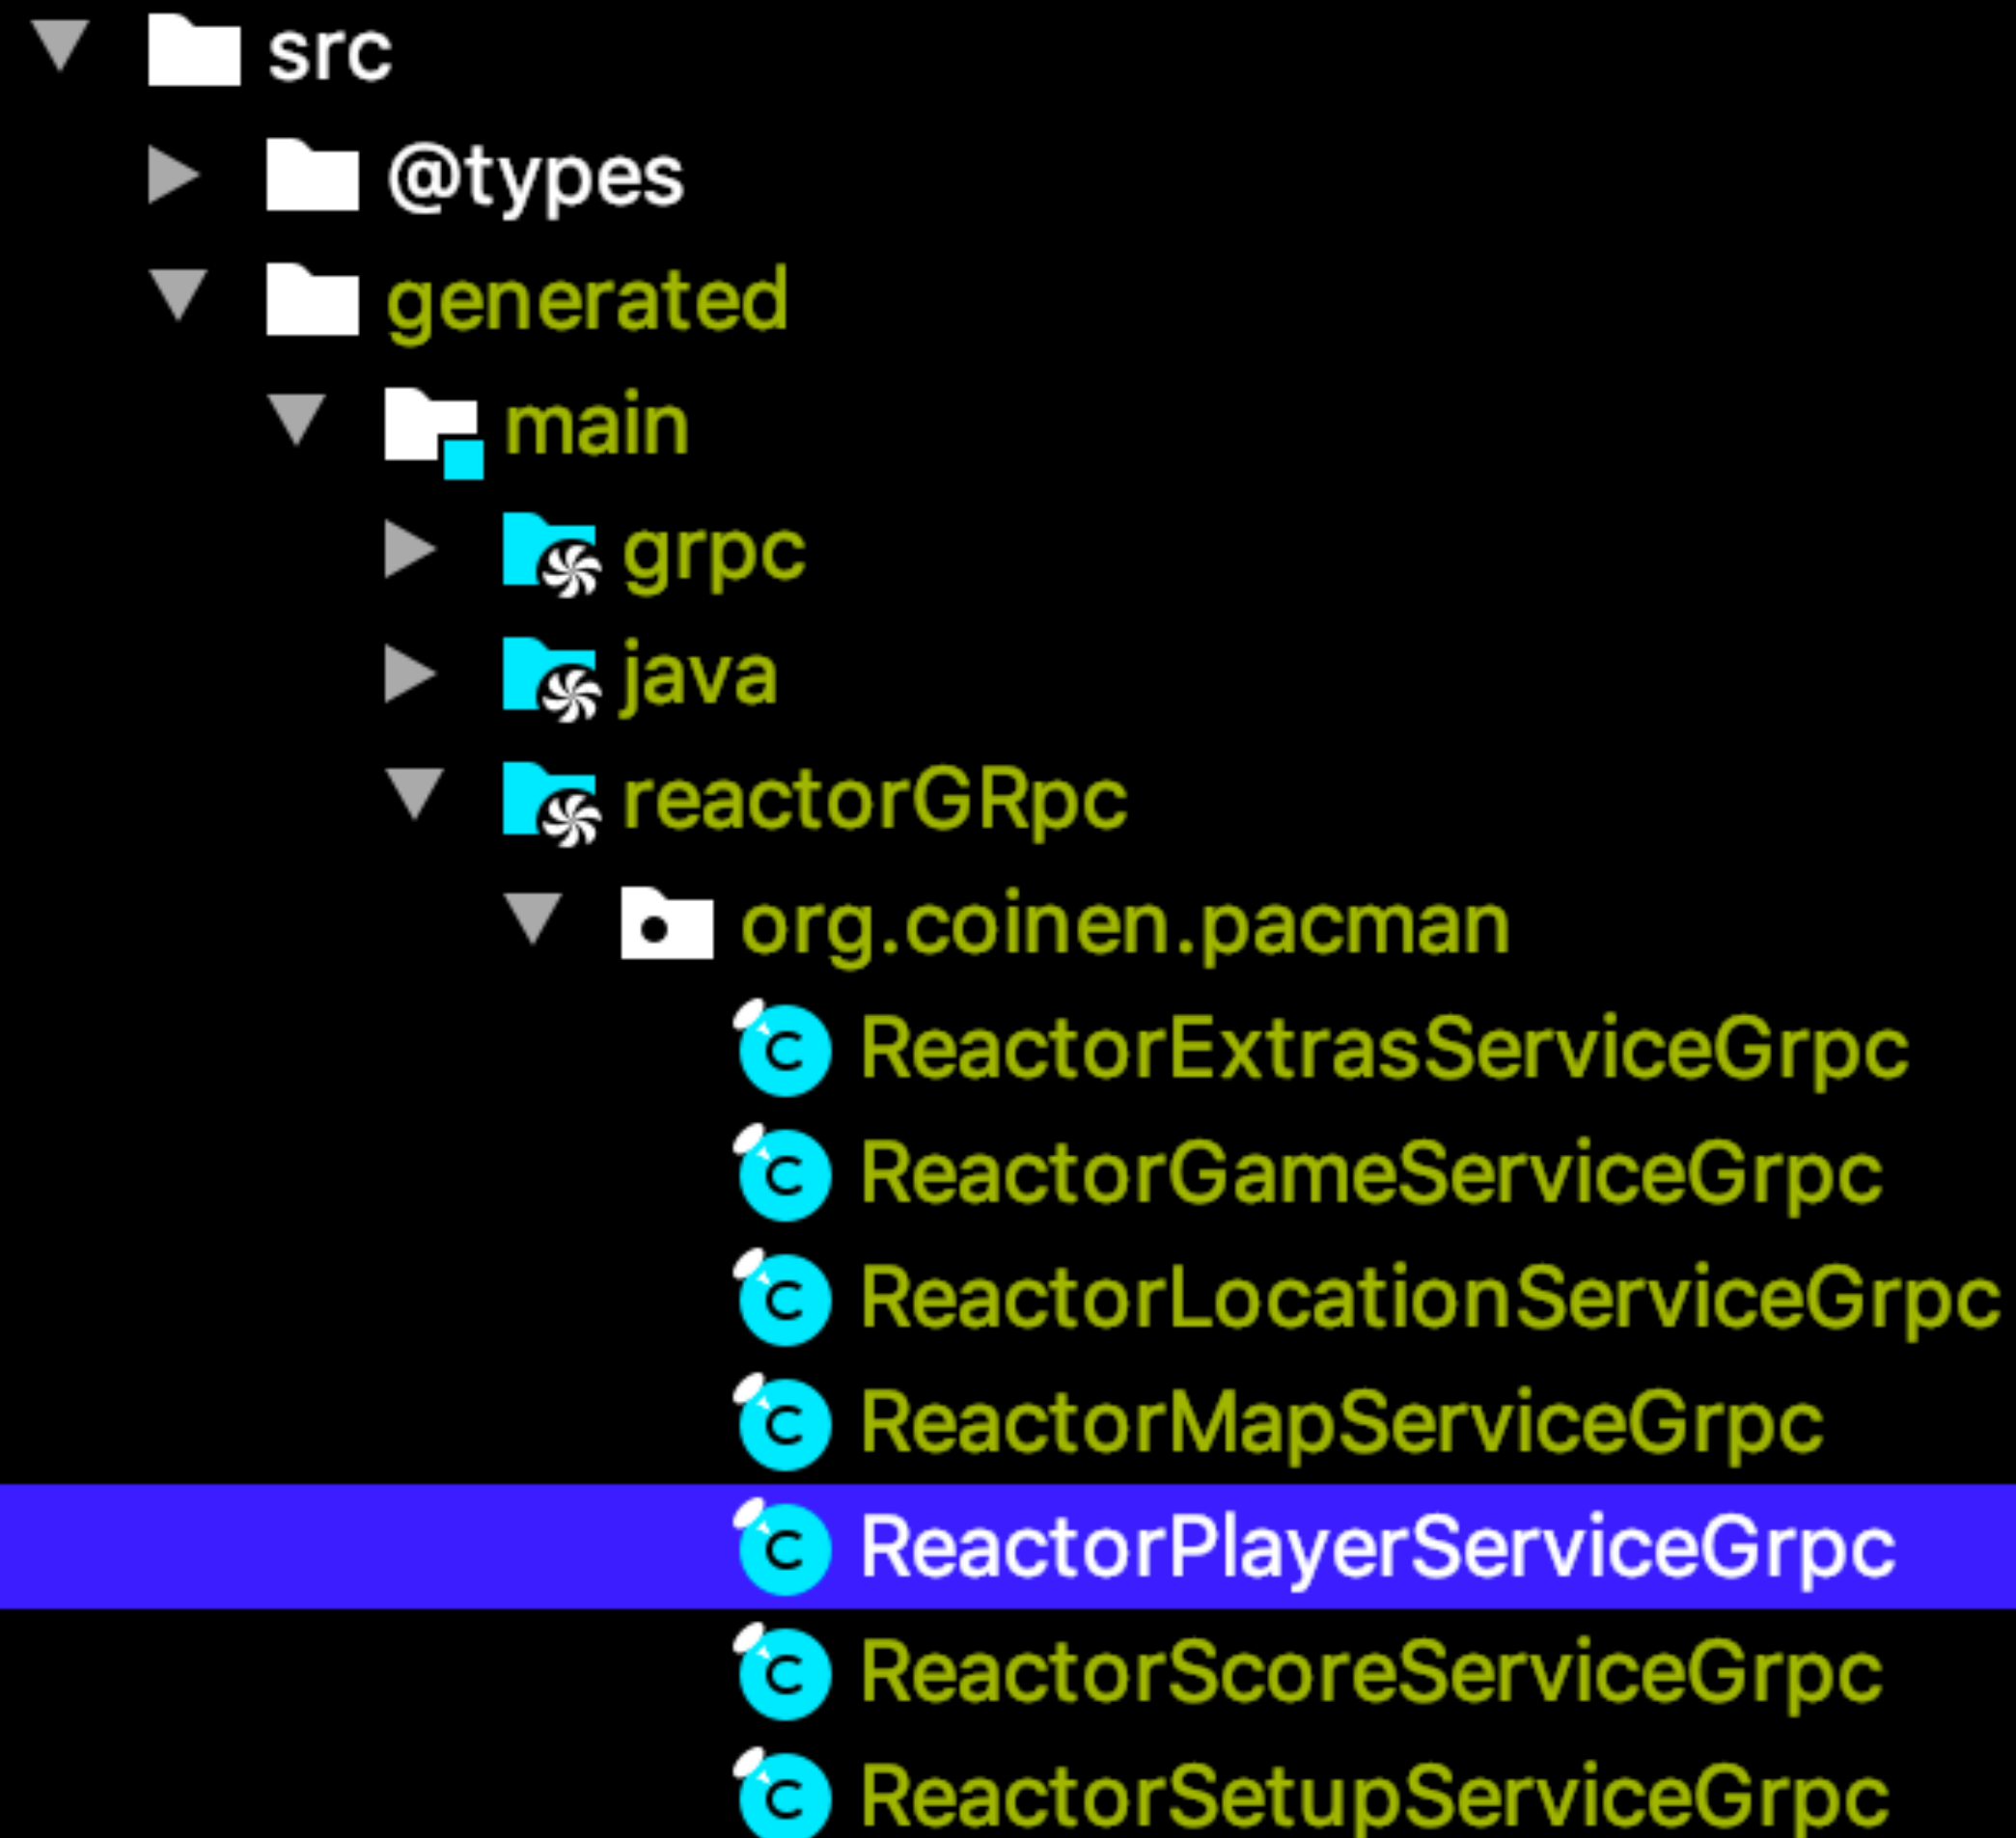 src
@types
generated
main
grpc
java
reactorGRpc
org.coinen.pacman
ReactorExtrasServiceGrpc
ReactorGameServiceGrpc
ReactorLocationServiceGrpc
ReactorMapServiceGrpc
ReactorPlayerServiceGrpc
ReactorScoreServiceGrpc
ReactorSetupServiceGrpc